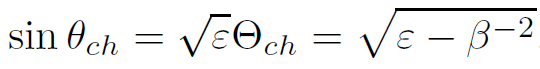 sin θ_{ch} = √ε Θ_{ch} = √(ε − β^{−2})